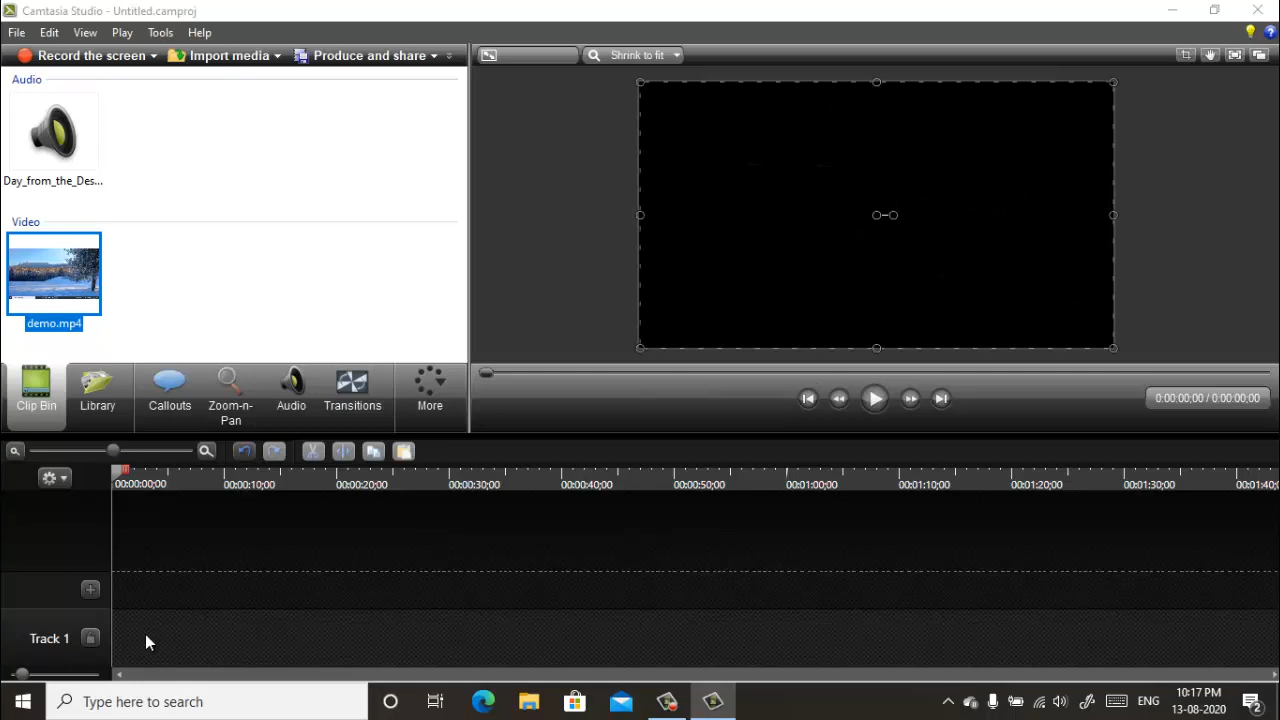 Camtasia Studio - Untitled.camproj
File Edit View Play Tools Help
Record the screen Import media Produce and share Shrink to fit
Audio
Day_from_the_Des...
Video
demo.mp4
Clip Bin Library Callouts Zoom-n-Pan Audio Transitions More
0:00:00;00 / 0:00:00;00
00:00:00;00 00:00:10;00 00:00:20;00 00:00:30;00 00:00:40;00 00:00:50;00 00:01:00;00 00:01:10;00 00:01:20;00 00:01:30;00 00:01:40;0
Track 1
Type here to search
ENG
10:17 PM
13-08-2020
2